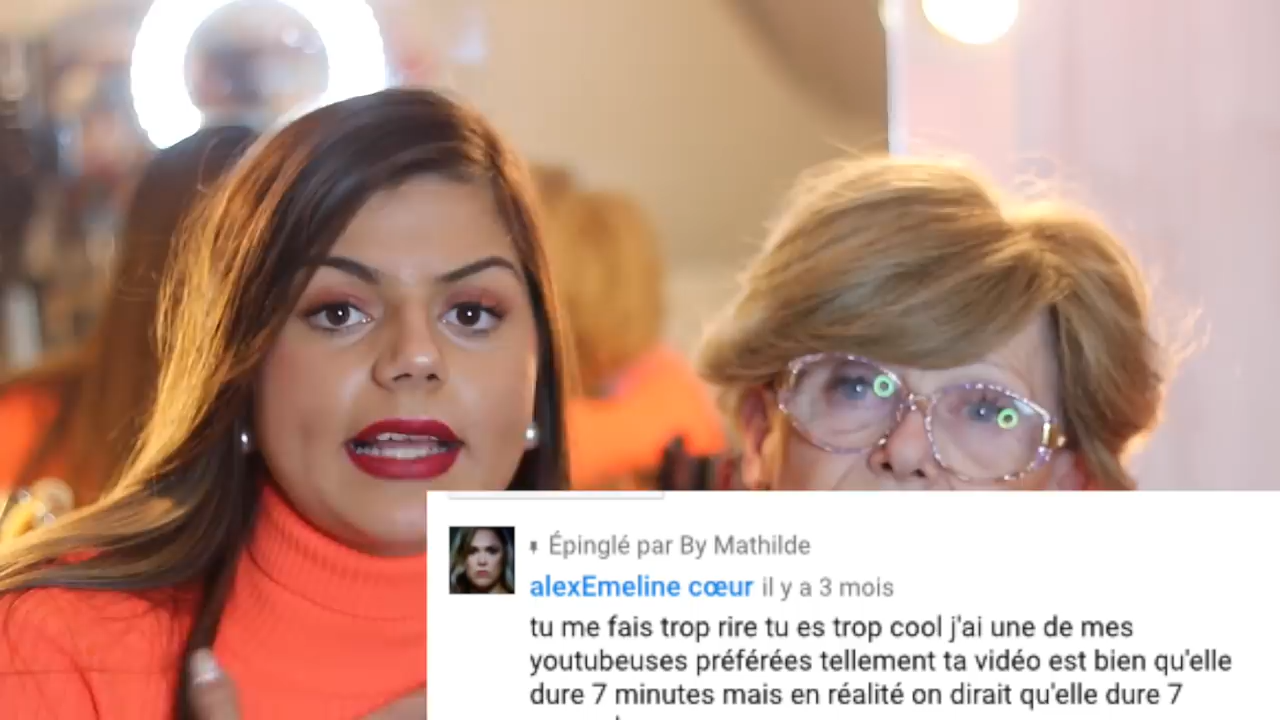 Épinglé par By Mathilde
alexEmeline cœur il y a 3 mois
tu me fais trop rire tu es trop cool j'ai une de mes
youtubeuses préférées tellement ta vidéo est bien qu'elle
dure 7 minutes mais en réalité on dirait qu'elle dure 7